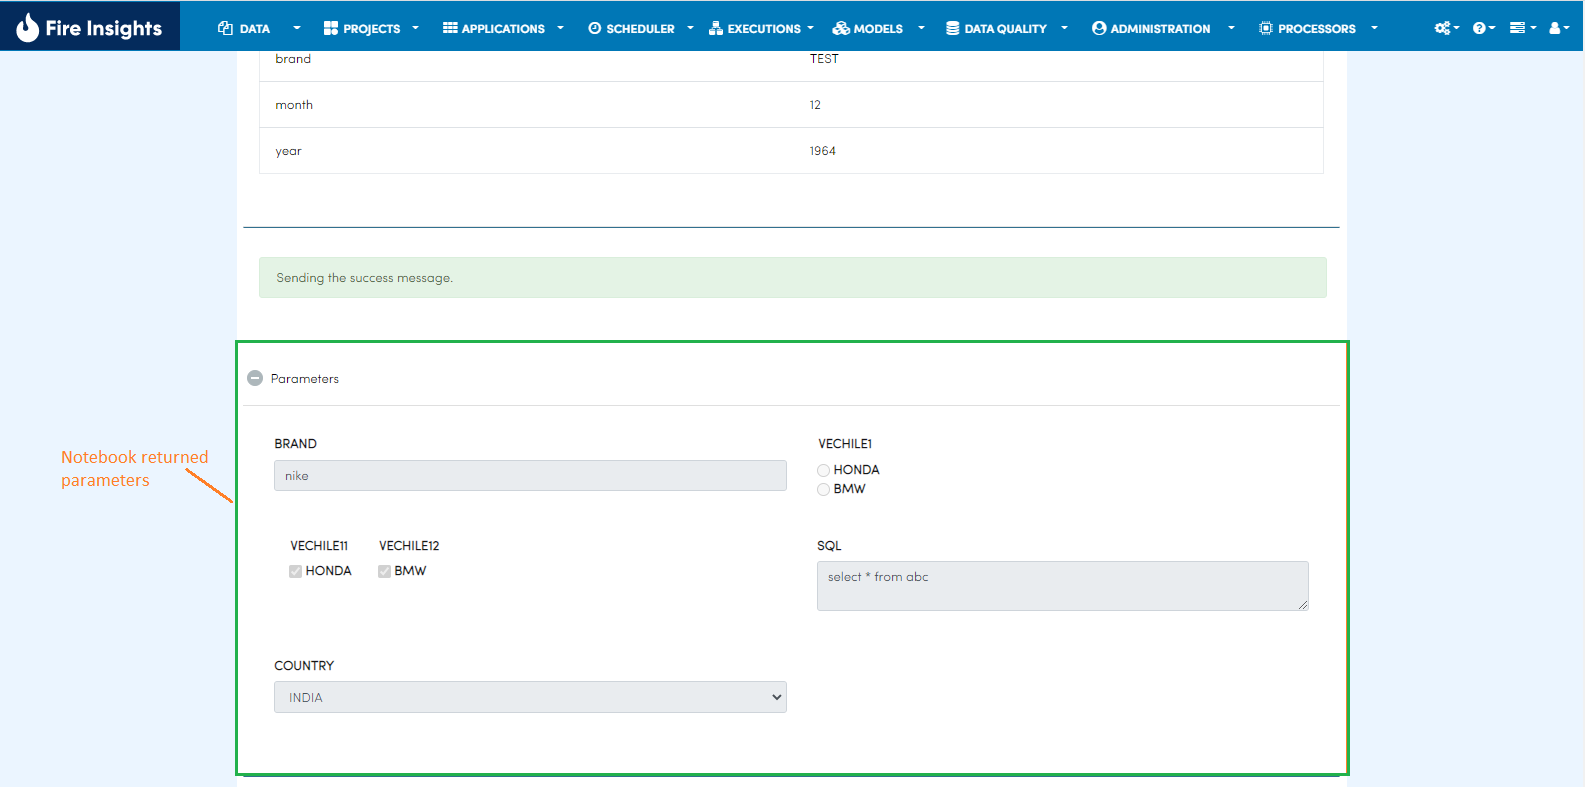 Fire Insights DATA PROJECTS APPLICATIONS SCHEDULER EXECUTIONS MODELS DATA QUALITY ADMINISTRATION PROCESSORS
brand TEST
month 12
year 1964
Sending the success message.
Parameters
Notebook returned
parameters
BRAND
nike
VECHILE1
HONDA
BMW
VECHILE11 VECHILE12
HONDA BMW
SQL
select * from abc
COUNTRY
INDIA